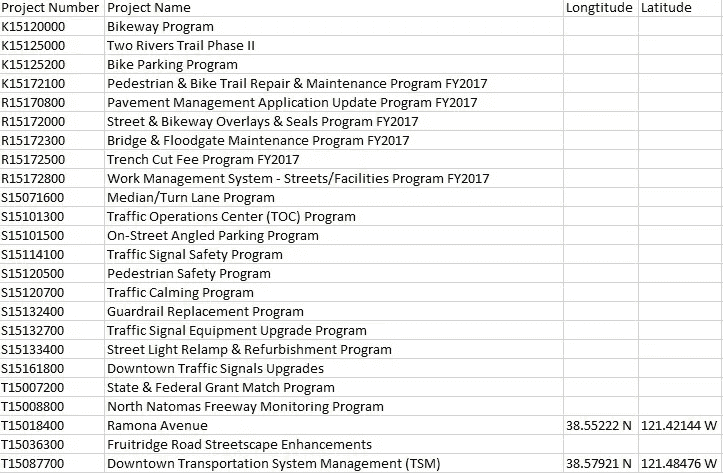 Project Number Project Name Longtitude Latitude
K15120000 Bikeway Program
K15125000 Two Rivers Trail Phase II
K15125200 Bike Parking Program
K15172100 Pedestrian & Bike Trail Repair & Maintenance Program FY2017
R15170800 Pavement Management Application Update Program FY2017
R15172000 Street & Bikeway Overlays & Seals Program FY2017
R15172300 Bridge & Floodgate Maintenance Program FY2017
R15172500 Trench Cut Fee Program FY2017
R15172800 Work Management System - Streets/Facilities Program FY2017
S15071600 Median/Turn Lane Program
S15101300 Traffic Operations Center (TOC) Program
S15101500 On-Street Angled Parking Program
S15114100 Traffic Signal Safety Program
S15120500 Pedestrian Safety Program
S15120700 Traffic Calming Program
S15132400 Guardrail Replacement Program
S15132700 Traffic Signal Equipment Upgrade Program
S15133400 Street Light Relamp & Refurbishment Program
S15161800 Downtown Traffic Signals Upgrades
T15007200 State & Federal Grant Match Program
T15008800 North Natomas Freeway Monitoring Program
T15018400 Ramona Avenue 38.55222 N 121.42144 W
T15036300 Fruitridge Road Streetscape Enhancements
T15087700 Downtown Transportation System Management (TSM) 38.57921 N 121.48476 W